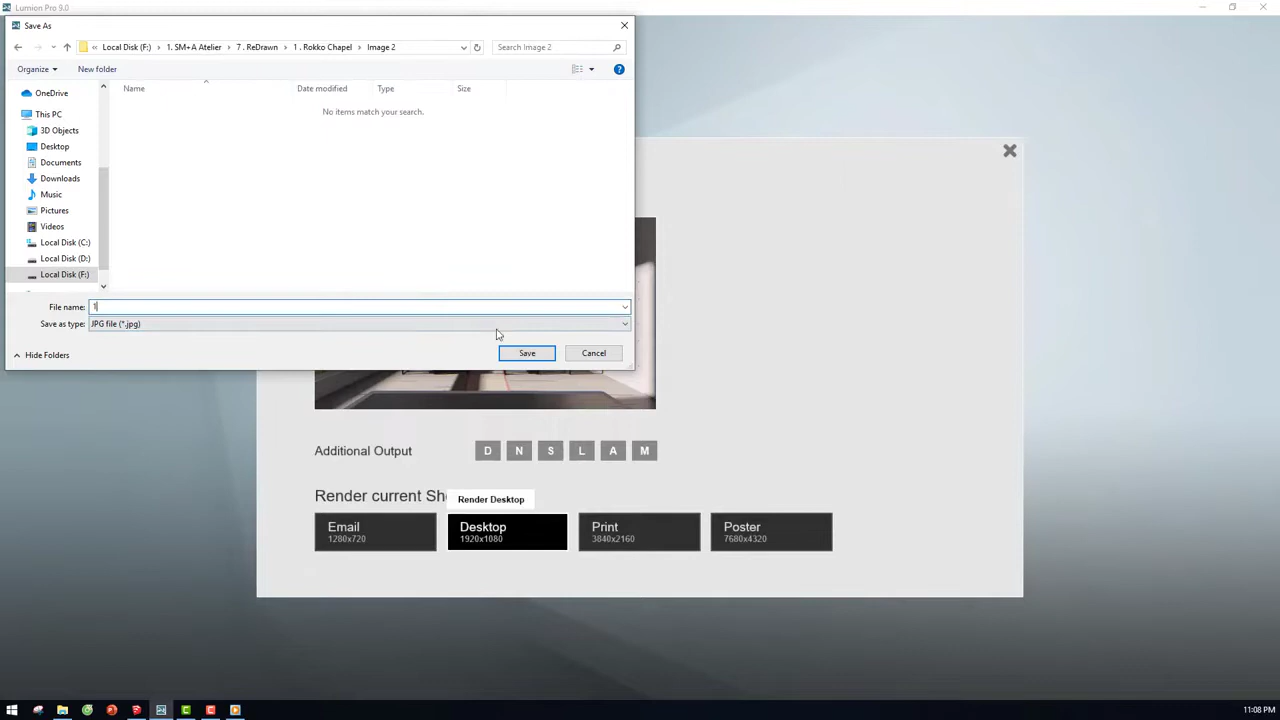 Lumion Pro 9.0
Save As
« Local Disk (F:) > 1. SM+A Atelier > 7 . ReDrawn > 1 . Rokko Chapel > Image 2
Search Image 2
Organize
New folder
Name
Date modified
Type
Size
No items match your search.
OneDrive
This PC
3D Objects
Desktop
Documents
Downloads
Music
Pictures
Videos
Local Disk (C:)
Local Disk (D:)
Local Disk (F:)
File name: 1
Save as type: JPG file (*.jpg)
Hide Folders
Save
Cancel
Additional Output
D N S L A M
Render current Sh
Render Desktop
Email
1280x720
Desktop
1920x1080
Print
3840x2160
Poster
7680x4320
11:08 PM